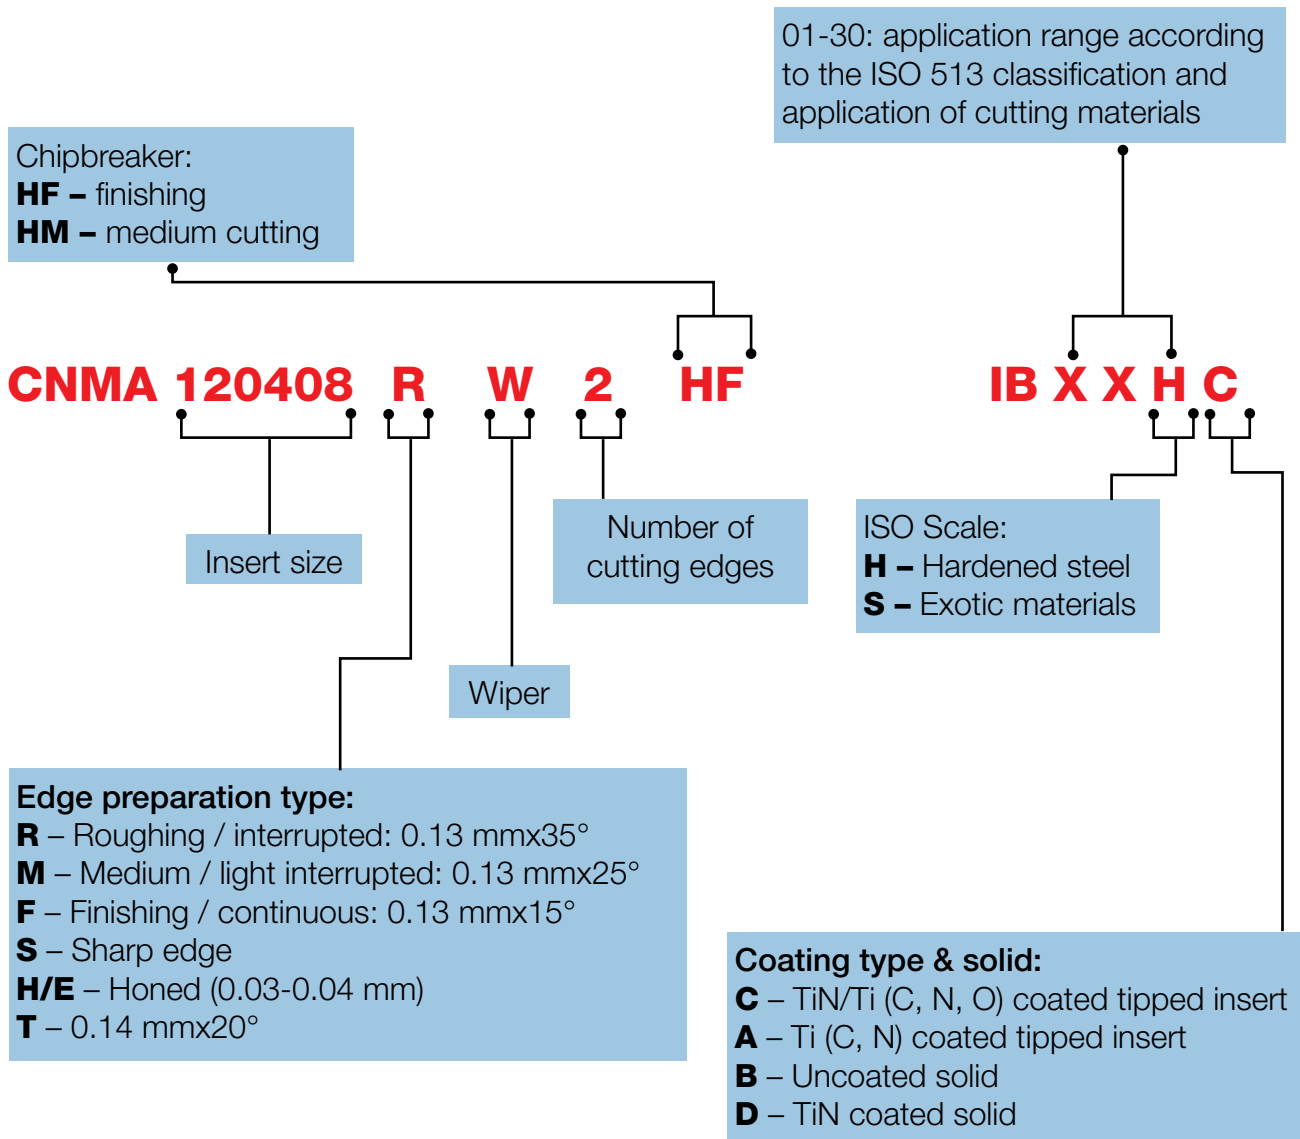 01-30: application range according
to the ISO 513 classification and
application of cutting materials
Chipbreaker:
HF – finishing
HM – medium cutting
CNMA 120408 R W 2 HF IB X X H C
Insert size
Number of
cutting edges
ISO Scale:
H – Hardened steel
S – Exotic materials
Wiper
Edge preparation type:
R – Roughing / interrupted: 0.13 mmx35°
M – Medium / light interrupted: 0.13 mmx25°
F – Finishing / continuous: 0.13 mmx15°
S – Sharp edge
H/E – Honed (0.03-0.04 mm)
T – 0.14 mmx20°
Coating type & solid:
C – TiN/Ti (C, N, O) coated tipped insert
A – Ti (C, N) coated tipped insert
B – Uncoated solid
D – TiN coated solid